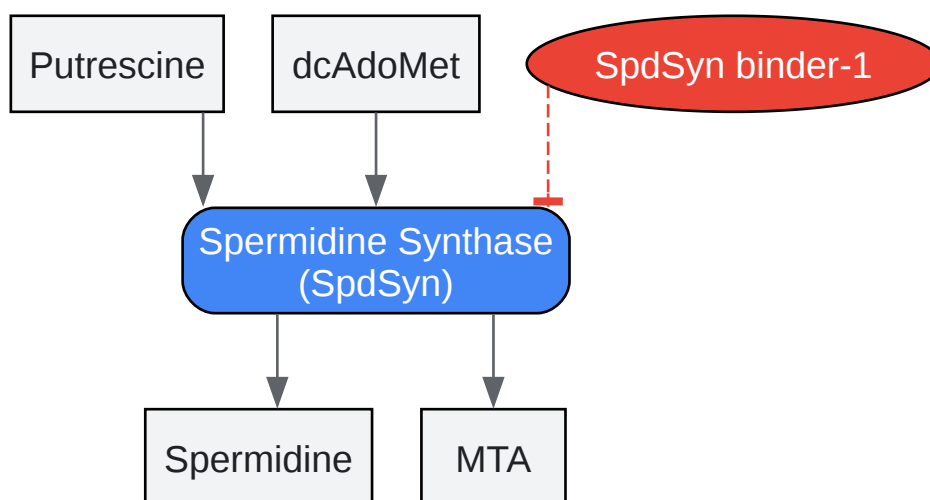 Putrescine
dcAdoMet
SpdSyn binder-1
Spermidine Synthase
(SpdSyn)
Spermidine
MTA